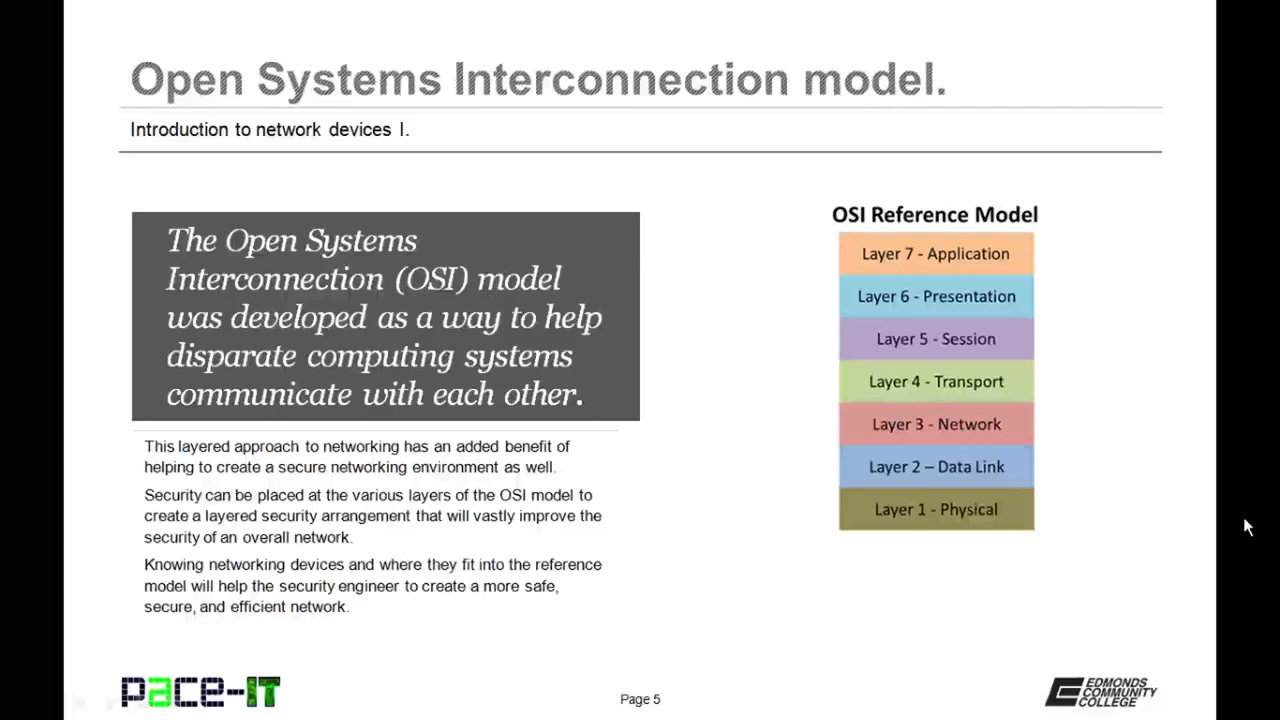 Open Systems Interconnection model.
Introduction to network devices I.
The Open Systems
Interconnection (OSI) model
was developed as a way to help
disparate computing systems
communicate with each other.
This layered approach to networking has an added benefit of
helping to create a secure networking environment as well.
Security can be placed at the various layers of the OSI model to
create a layered security arrangement that will vastly improve the
security of an overall network.
Knowing networking devices and where they fit into the reference
model will help the security engineer to create a more safe,
secure, and efficient network.
OSI Reference Model
Layer 7 - Application
Layer 6 - Presentation
Layer 5 - Session
Layer 4 - Transport
Layer 3 - Network
Layer 2 – Data Link
Layer 1 - Physical
pace-IT
Page 5
EDMONDS
COMMUNITY
COLLEGE